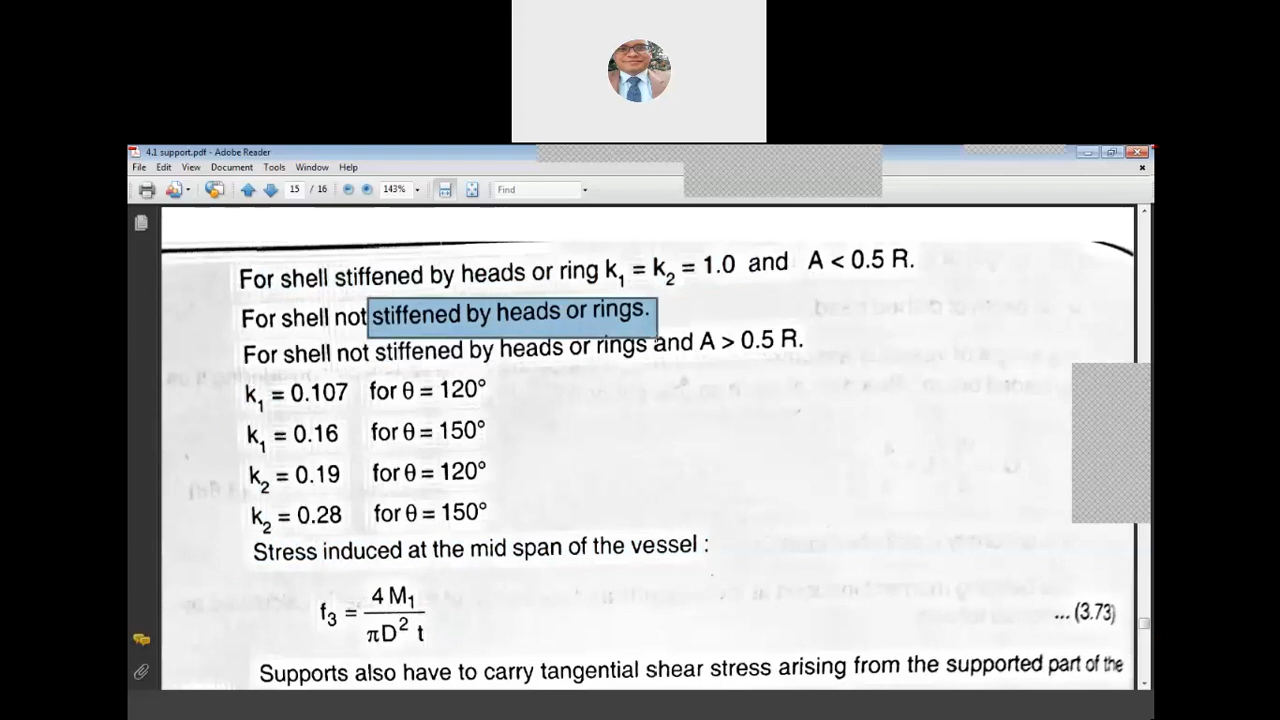 4.1 support.pdf - Adobe Reader
File Edit View Document Tools Window Help
15 / 16 143% Find
For shell stiffened by heads or ring k₁ = k₂ = 1.0 and A < 0.5 R.
For shell not stiffened by heads or rings.
For shell not stiffened by heads or rings and A > 0.5 R.
k₁ = 0.107 for θ = 120°
k₁ = 0.16 for θ = 150°
k₂ = 0.19 for θ = 120°
k₂ = 0.28 for θ = 150°
Stress induced at the mid span of the vessel :
f₃ = 4 M₁ / πD² t ... (3.73)
Supports also have to carry tangential shear stress arising from the supported part of the